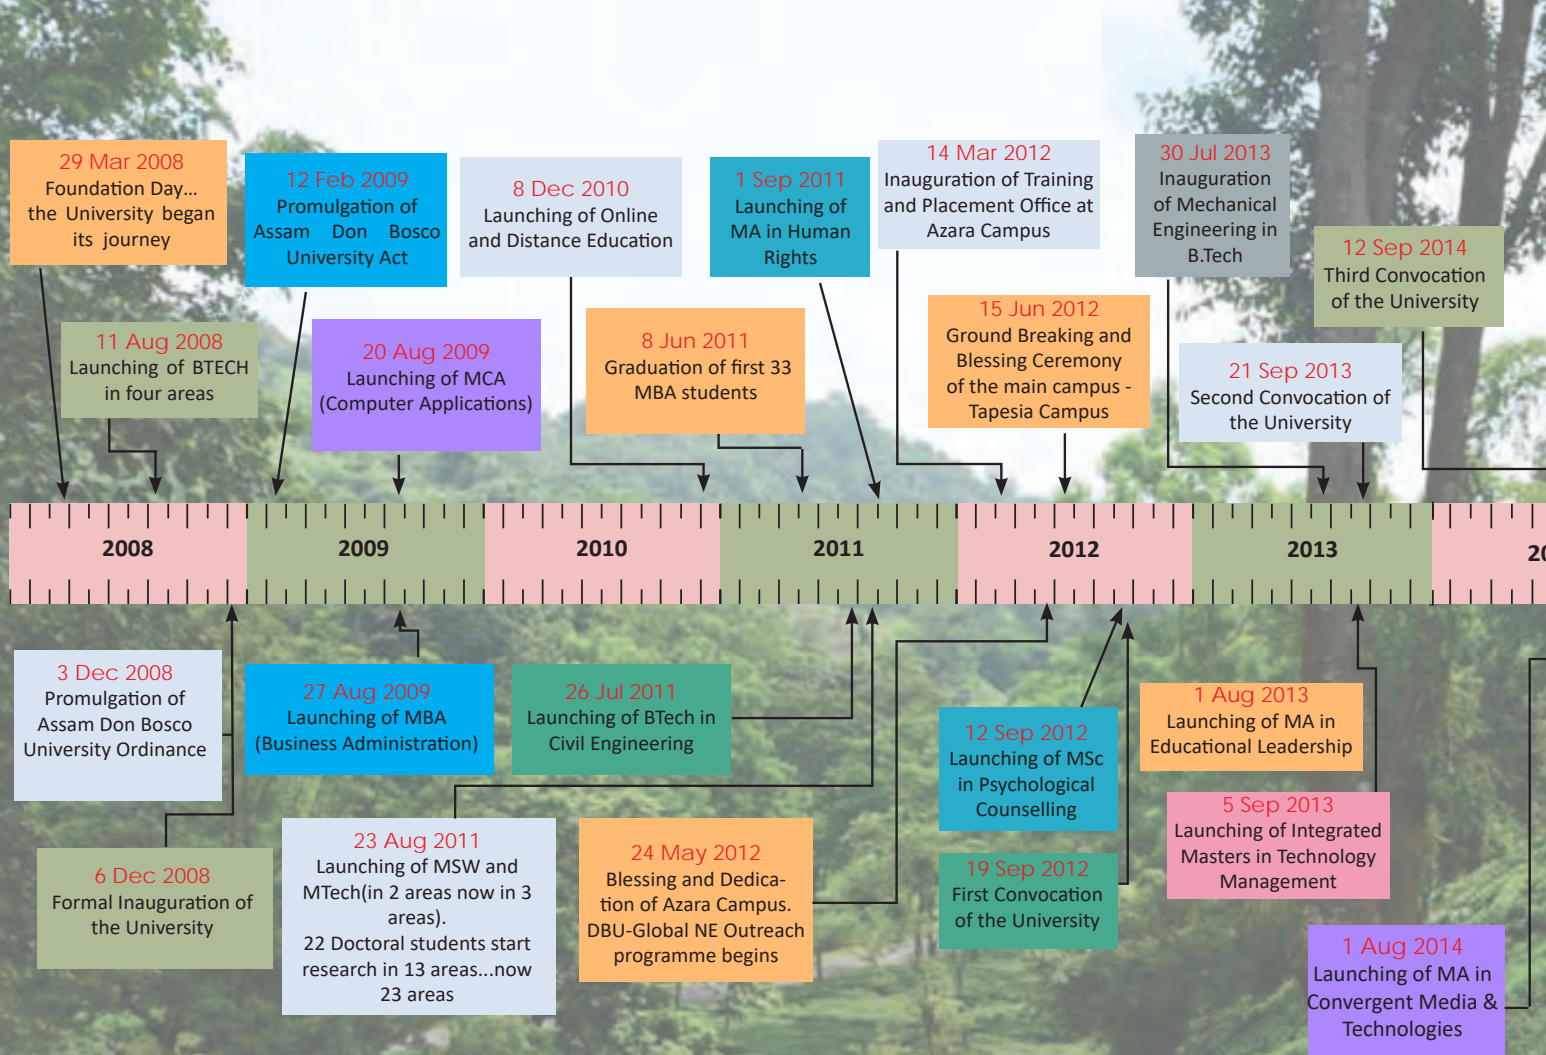 29 Mar 2008
Foundation Day...
the University began
its journey
12 Feb 2009
Promulgation of
Assam Don Bosco
University Act
8 Dec 2010
Launching of Online
and Distance Education
1 Sep 2011
Launching of
MA in Human
Rights
14 Mar 2012
Inauguration of Training
and Placement Office at
Azara Campus
30 Jul 2013
Inauguration
of Mechanical
Engineering in
B.Tech
12 Sep 2014
Third Convocation
of the University
11 Aug 2008
Launching of BTECH
in four areas
20 Aug 2009
Launching of MCA
(Computer Applications)
8 Jun 2011
Graduation of first 33
MBA students
15 Jun 2012
Ground Breaking and
Blessing Ceremony
of the main campus -
Tapesia Campus
21 Sep 2013
Second Convocation of
the University
2008
2009
2010
2011
2012
2013
20
3 Dec 2008
Promulgation of
Assam Don Bosco
University Ordinance
27 Aug 2009
Launching of MBA
(Business Administration)
26 Jul 2011
Launching of BTech in
Civil Engineering
12 Sep 2012
Launching of MSc
in Psychological
Counselling
1 Aug 2013
Launching of MA in
Educational Leadership
5 Sep 2013
Launching of Integrated
Masters in Technology
Management
6 Dec 2008
Formal Inauguration of
the University
23 Aug 2011
Launching of MSW and
MTech(in 2 areas now in 3
areas).
22 Doctoral students start
research in 13 areas...now
23 areas
24 May 2012
Blessing and Dedica-
tion of Azara Campus.
DBU-Global NE Outreach
programme begins
19 Sep 2012
First Convocation
of the University
1 Aug 2014
Launching of MA in
Convergent Media &
Technologies